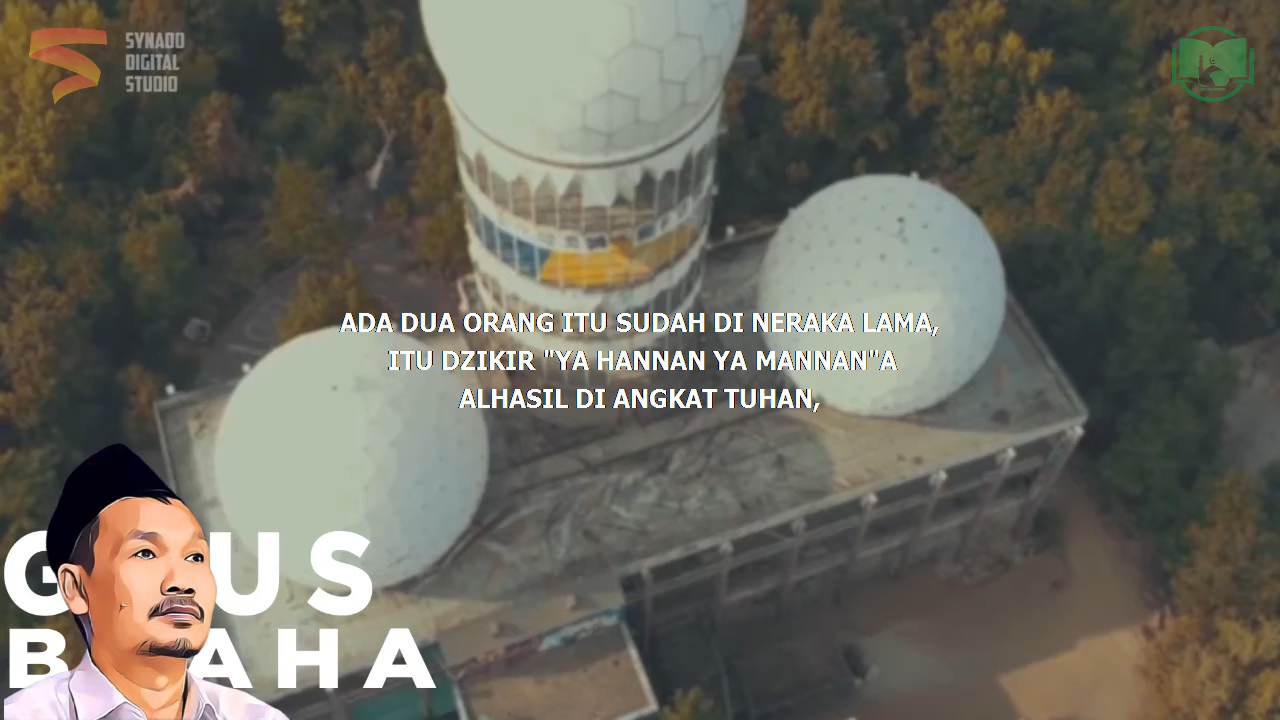 SYNADD
DIGITAL
STUDIO
ADA DUA ORANG ITU SUDAH DI NERAKA LAMA,
ITU DZIKIR "YA HANNAN YA MANNAN"A
ALHASIL DI ANGKAT TUHAN,
GUS
BAHA